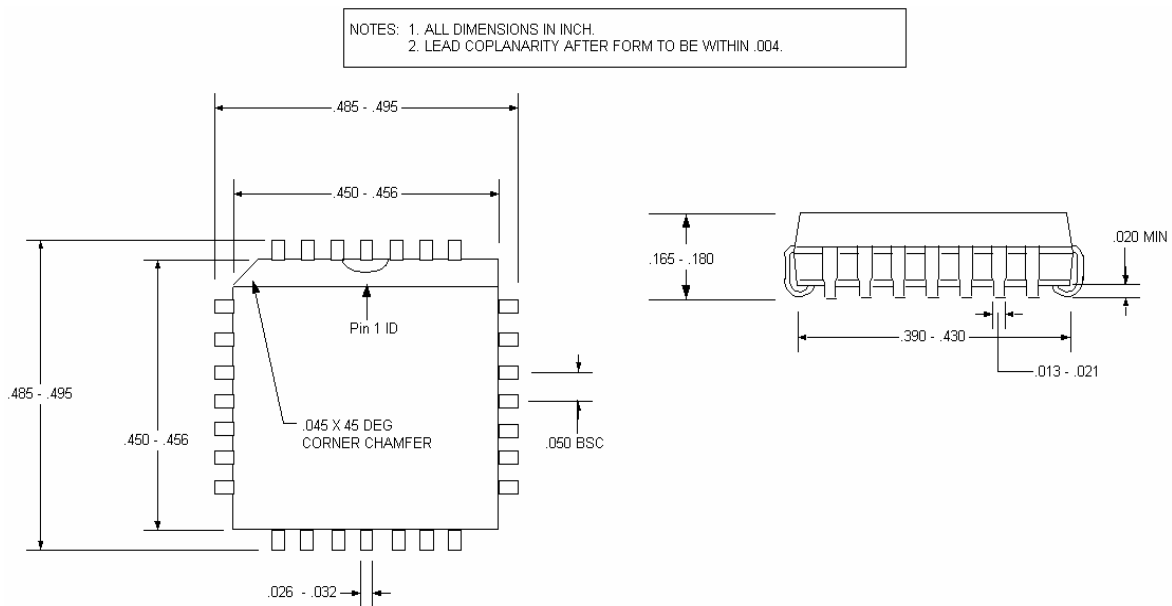 NOTES: 1. ALL DIMENSIONS IN INCH.
2. LEAD COPLANARITY AFTER FORM TO BE WITHIN .004.
.485 - .495
.450 - .456
.165 - .180
.020 MIN
Pin 1 ID
.390 - .430
.013 - .021
.485 - .495
.045 X 45 DEG
CORNER CHAMFER
.450 - .456
.050 BSC
.026 - .032